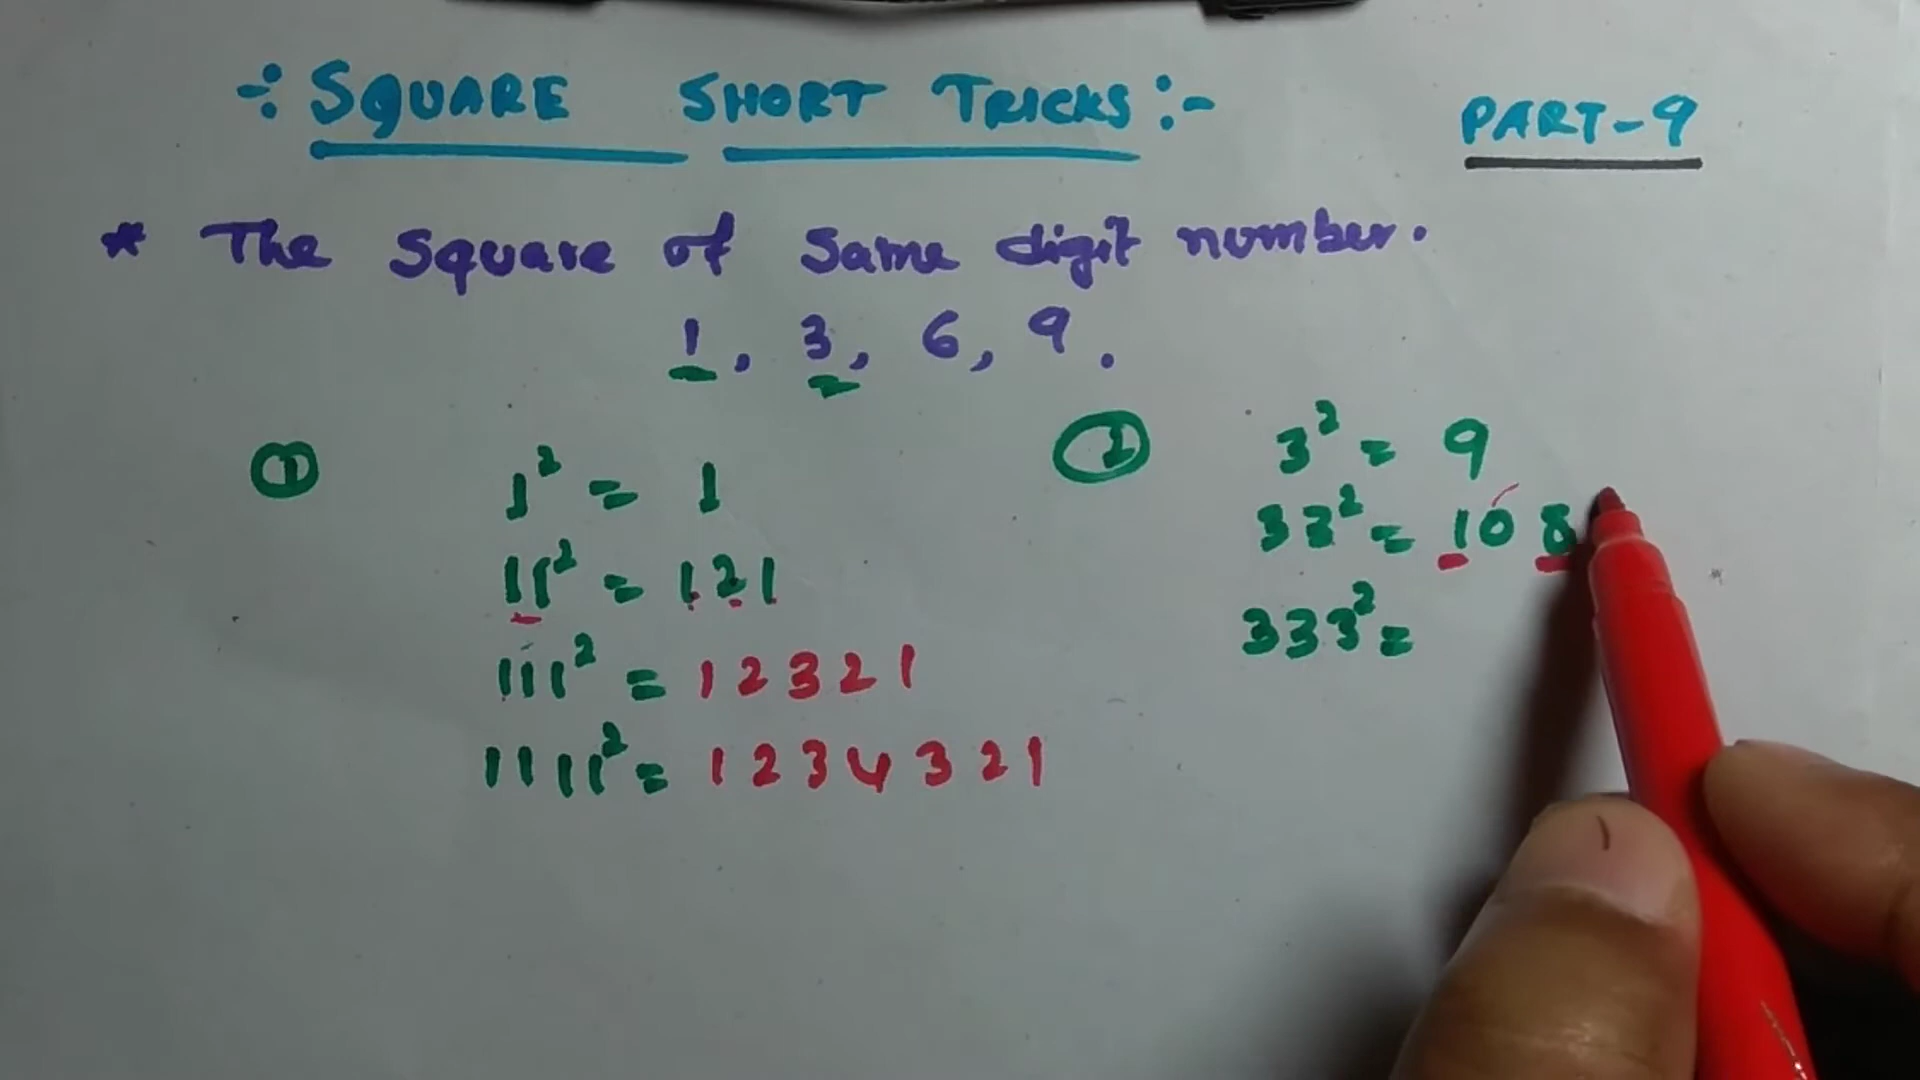 ÷ SQUARE SHORT TRICKS :-
PART-9
* The square of same digit number.
1, 3, 6, 9.
①
1² = 1
11² = 121
111² = 12321
1111² = 1234321
②
3² = 9
33² = 108
333² =